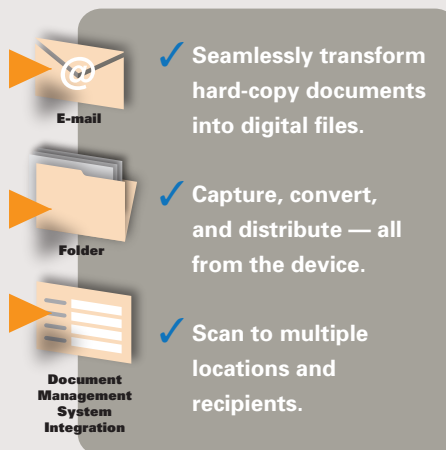 @
E-mail
✓ Seamlessly transform
hard-copy documents
into digital files.
Folder
✓ Capture, convert,
and distribute — all
from the device.
Document
Management
System
Integration
✓ Scan to multiple
locations and
recipients.